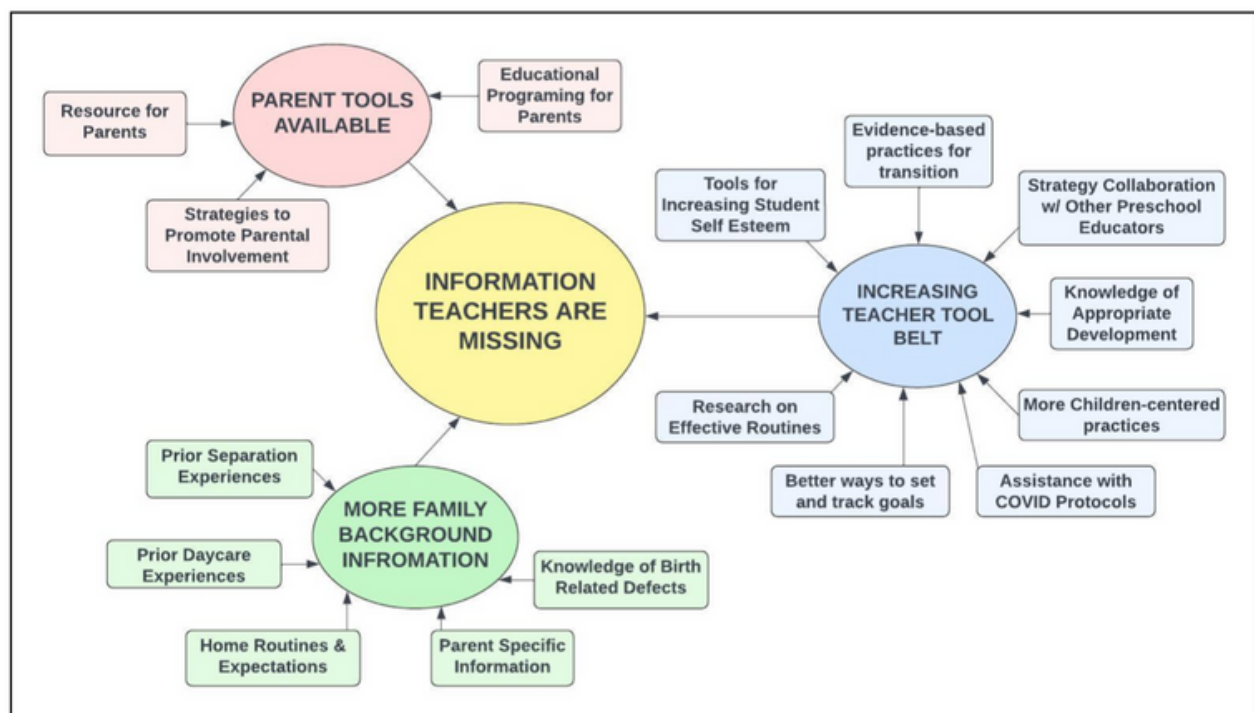 PARENT TOOLS
AVAILABLE
Resource for
Parents
Educational
Programing for
Parents
Strategies to
Promote Parental
Involvement
INFORMATION
TEACHERS ARE
MISSING
Evidence-based
practices for
transition
Tools for
Increasing Student
Self Esteem
Strategy Collaboration
w/ Other Preschool
Educators
INCREASING
TEACHER TOOL
BELT
Knowledge of
Appropriate
Development
Research on
Effective Routines
More Children-centered
practices
Better ways to set
and track goals
Assistance with
COVID Protocols
Prior Separation
Experiences
MORE FAMILY
BACKGROUND
INFROMATION
Prior Daycare
Experiences
Knowledge of Birth
Related Defects
Home Routines &
Expectations
Parent Specific
Information